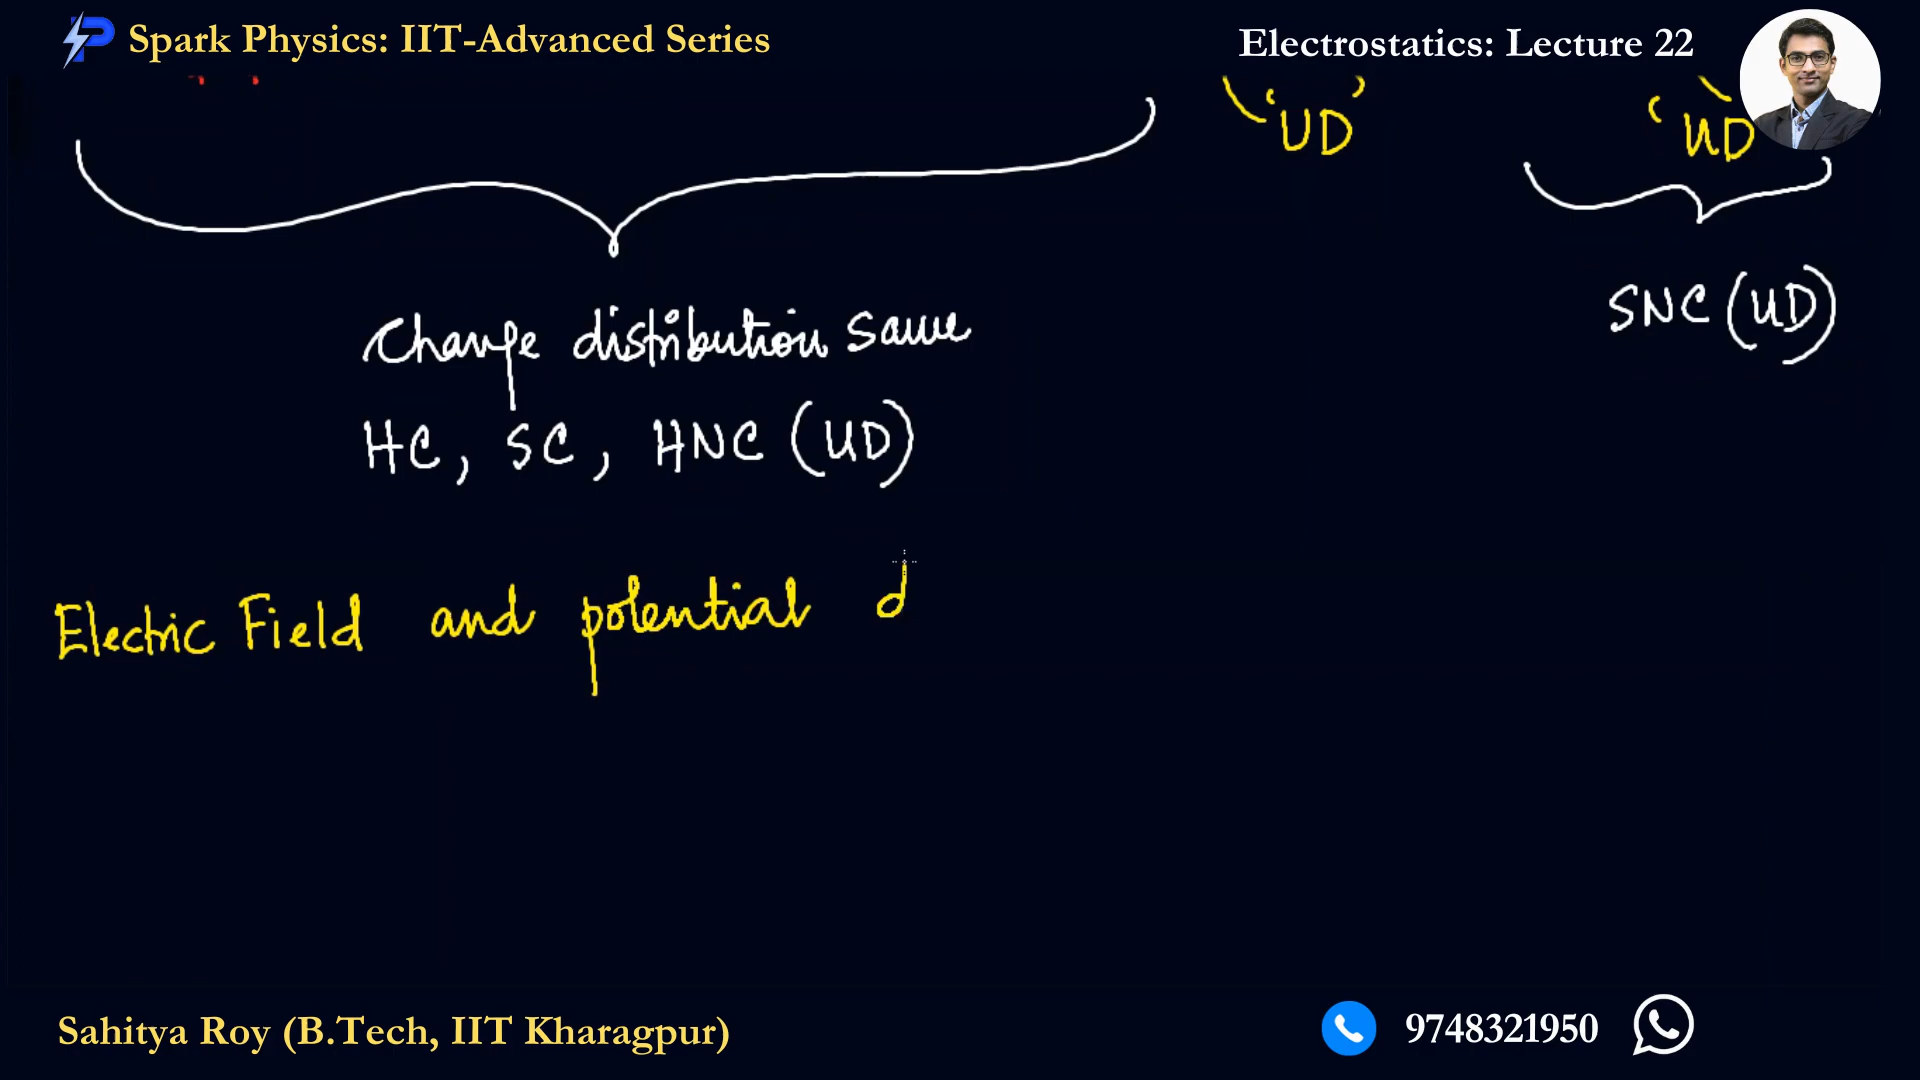 Spark Physics: IIT-Advanced Series
Electrostatics: Lecture 22
'UD'
'UD
SNC (UD)
Charge distribution same
HC, SC, HNC (UD)
Electric Field and potential d
Sahitya Roy (B.Tech, IIT Kharagpur)
9748321950